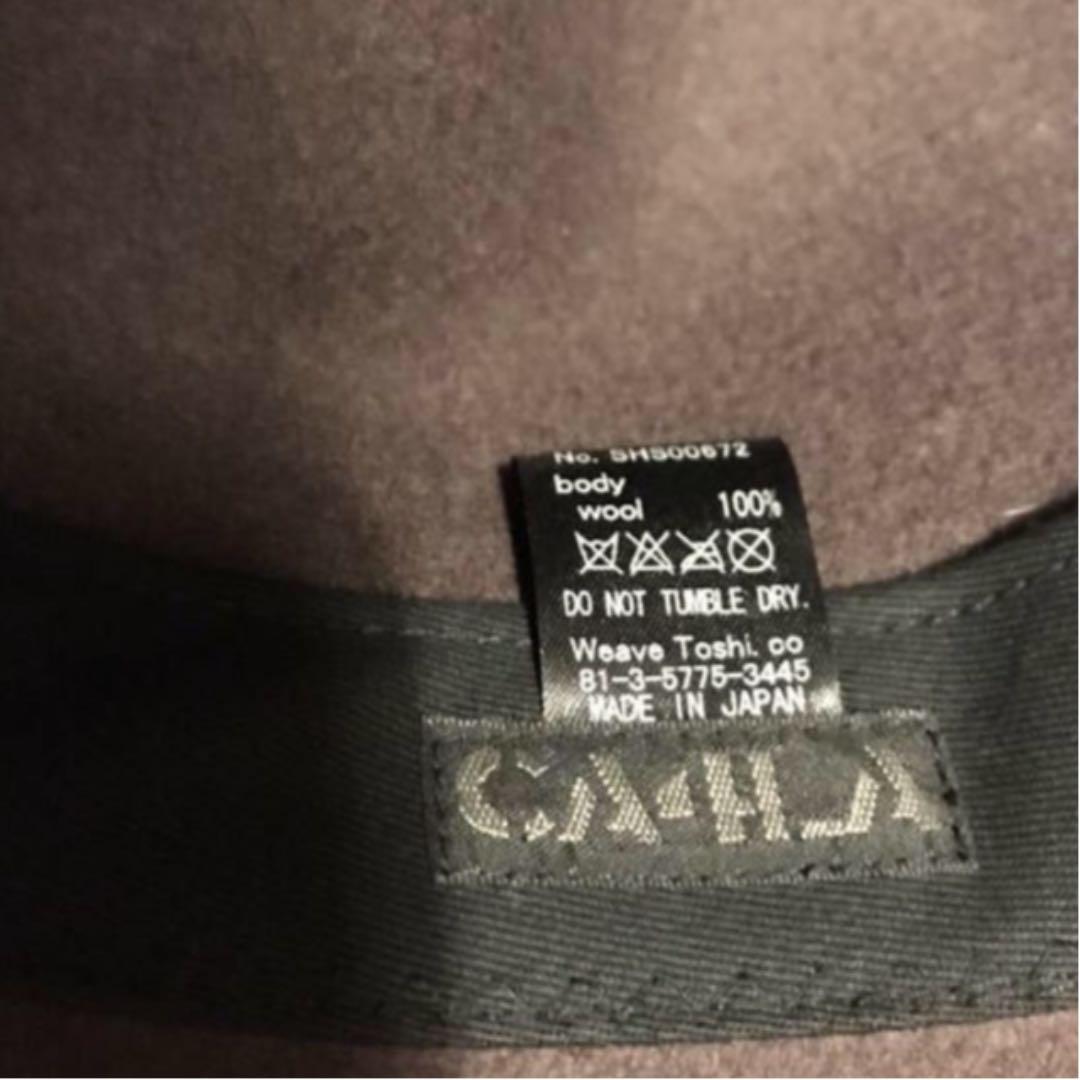 No. SHS00672
body
wool 100%
DO NOT TUMBLE DRY.
Weave Toshi. co
81-3-5775-3445
MADE IN JAPAN
CA4LA